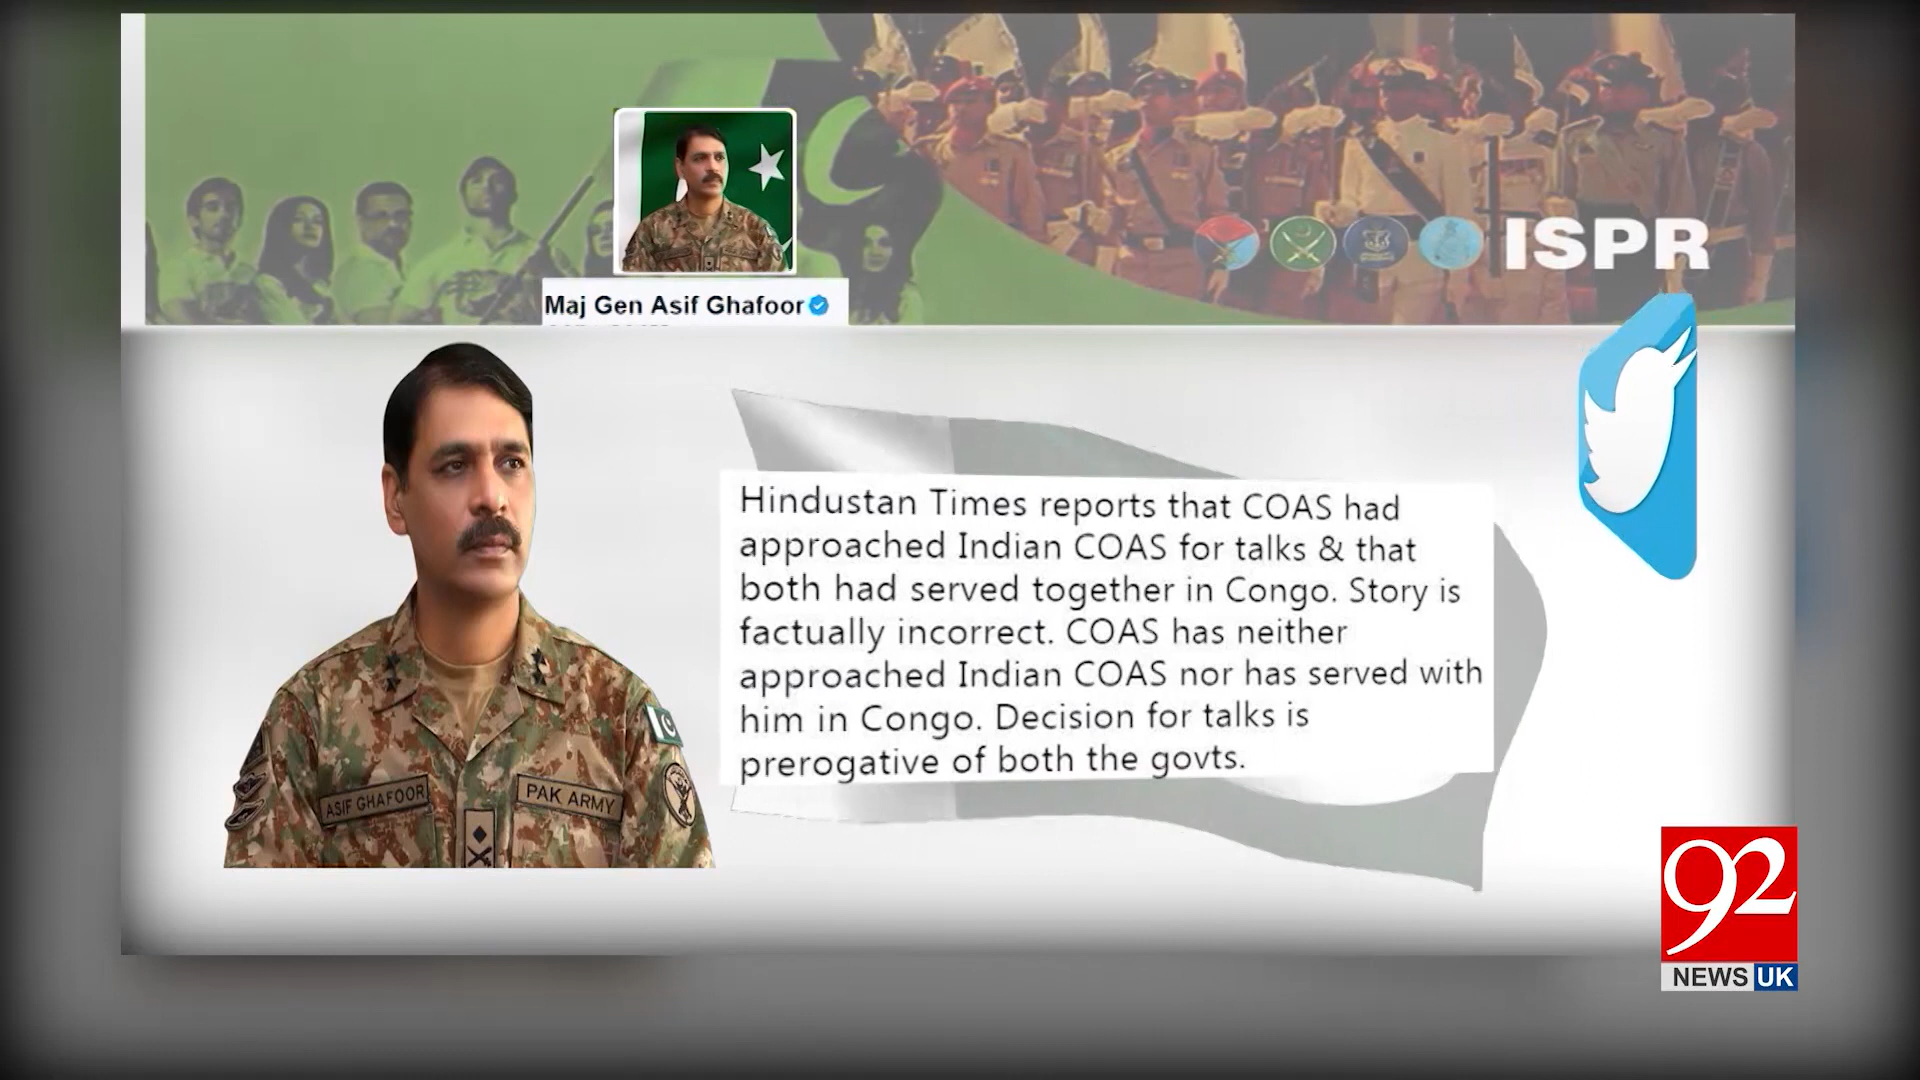 ISPR
Maj Gen Asif Ghafoor
Hindustan Times reports that COAS had
approached Indian COAS for talks & that
both had served together in Congo. Story is
factually incorrect. COAS has neither
approached Indian COAS nor has served with
him in Congo. Decision for talks is
prerogative of both the govts.
ASIF GHAFOOR
PAK ARMY
92
NEWS UK